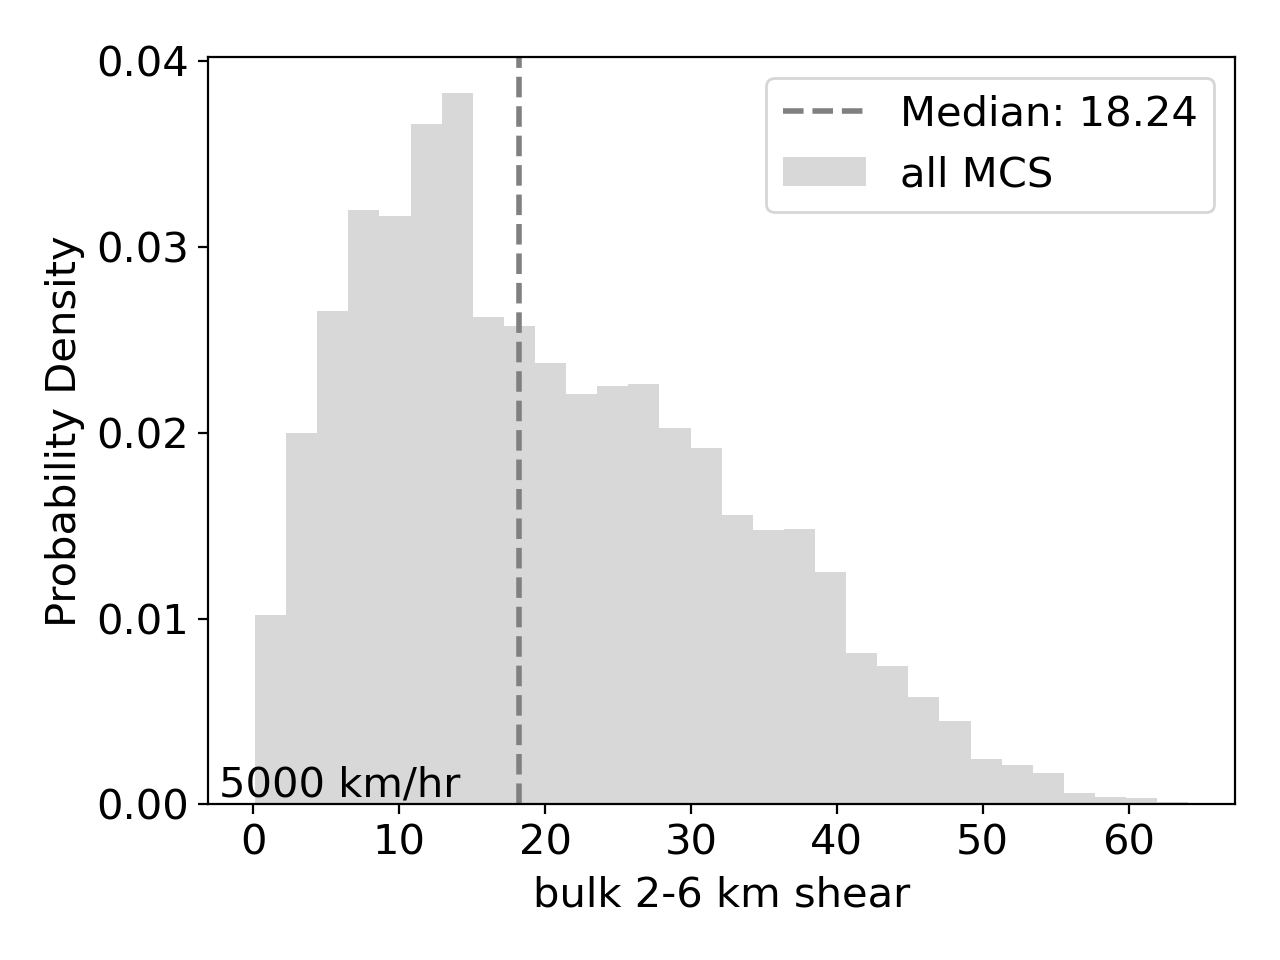 0.04
0.03
0.02
0.01
0.00
Probability Density
Median: 18.24
all MCS
5000 km/hr
0 10 20 30 40 50 60
bulk 2-6 km shear